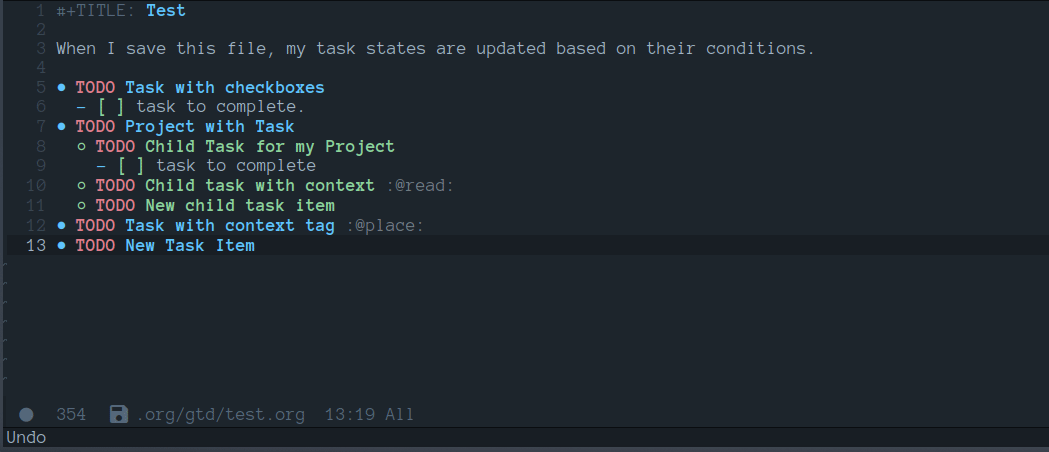 1 #+TITLE: Test
2
3 When I save this file, my task states are updated based on their conditions.
4
5 ● TODO Task with checkboxes
6 – [ ] task to complete.
7 ● TODO Project with Task
8 ○ TODO Child Task for my Project
9 – [ ] task to complete
10 ○ TODO Child task with context :@read:
11 ○ TODO New child task item
12 ● TODO Task with context tag :@place:
13 ● TODO New Task Item
~
~
~
~
~
~
~
354 .org/gtd/test.org 13:19 All
Undo